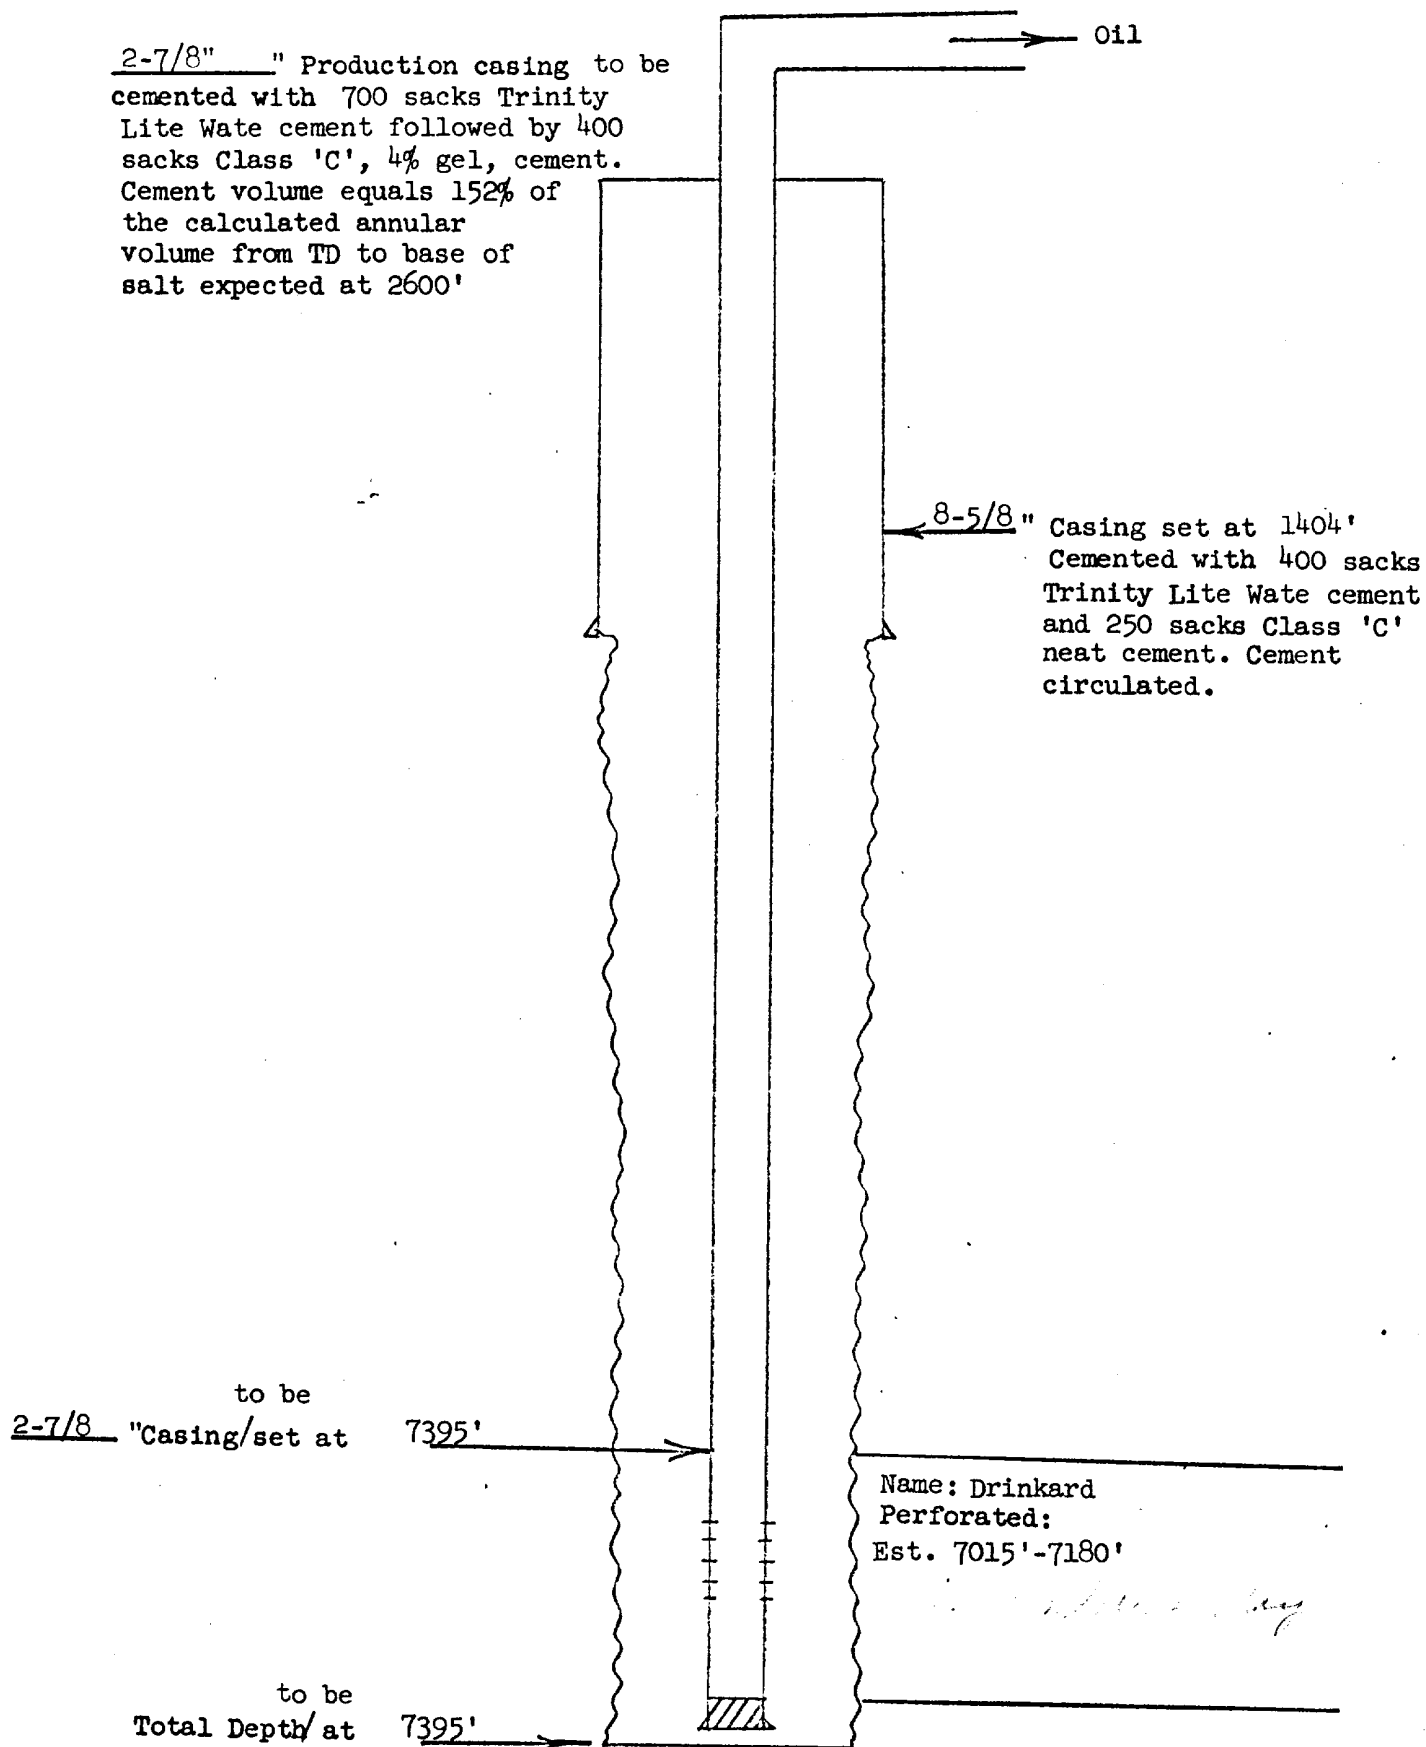 Oil
2-7/8" " Production casing to be
cemented with 700 sacks Trinity
Lite Wate cement followed by 400
sacks Class 'C', 4% gel, cement.
Cement volume equals 152% of
the calculated annular
volume from TD to base of
salt expected at 2600'
8-5/8 " Casing set at 1404'
Cemented with 400 sacks
Trinity Lite Wate cement
and 250 sacks Class 'C'
neat cement. Cement
circulated.
to be
2-7/8 "Casing/set at 7395'
Name: Drinkard
Perforated:
Est. 7015'-7180'
to be
Total Depth/at 7395'